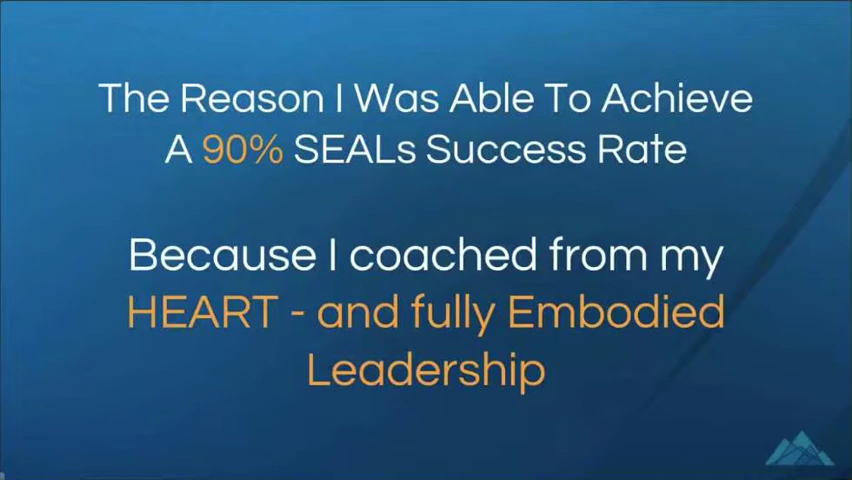 The Reason I Was Able To Achieve
A 90% SEALs Success Rate
Because I coached from my
HEART - and fully Embodied
Leadership